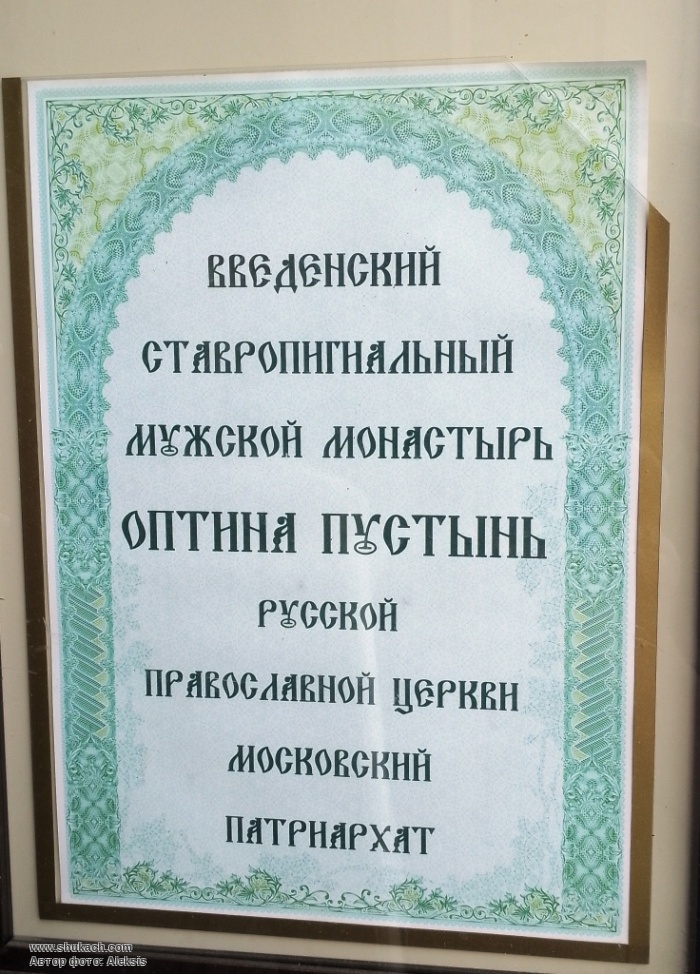 ВВЕДЕНСКИЙ
СТАВРОПИГИАЛЬНЫЙ
МУЖСКОЙ МОНАСТЫРЬ
ОПТИНА ПУСТЫНЬ
РУССКОЙ
ПРАВОСЛАВНОЙ ЦЕРКВИ
МОСКОВСКИЙ
ПАТРИАРХАТ
www.shukach.com
Автор фото: Aleksis